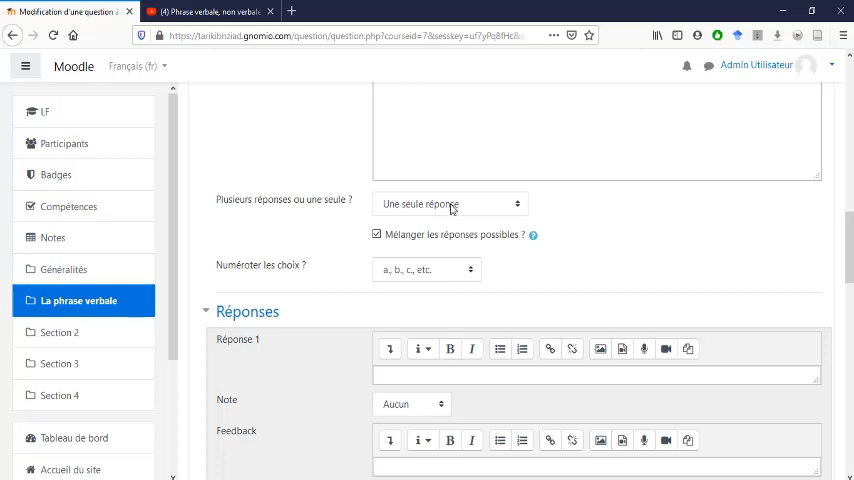 Modification d'une question à
(4) Phrase verbale, non verbale
https://tarikibnziad.gnomio.com/question/question.php?courseid=7&sesskey=uf7yPq8fHc8
Moodle
Français (fr)
Admin Utilisateur
LF
Participants
Badges
Compétences
Notes
Généralités
La phrase verbale
Section 2
Section 3
Section 4
Tableau de bord
Accueil du site
Plusieurs réponses ou une seule ?
Une seule réponse
Mélanger les réponses possibles ?
Numéroter les choix ?
a., b., c., etc.
Réponses
Réponse 1
Note
Aucun
Feedback